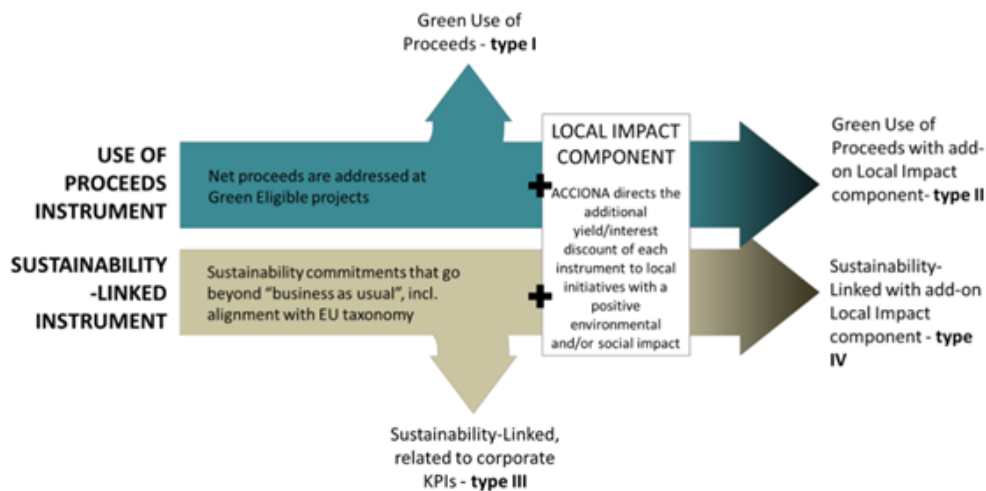 Green Use of
Proceeds - type I
USE OF
PROCEEDS
INSTRUMENT
Net proceeds are addressed at
Green Eligible projects
+
LOCAL IMPACT
COMPONENT
ACCIONA directs the
additional
yield/interest
discount of each
instrument to local
initiatives with a
positive
environmental
and/or social impact
Green Use of
Proceeds with add-
on Local Impact
component- type II
SUSTAINABILITY
-LINKED
INSTRUMENT
Sustainability commitments that go
beyond “business as usual”, incl.
alignment with EU taxonomy
+
Sustainability-
Linked with add-on
Local Impact
component - type
IV
Sustainability-Linked,
related to corporate
KPIs - type III